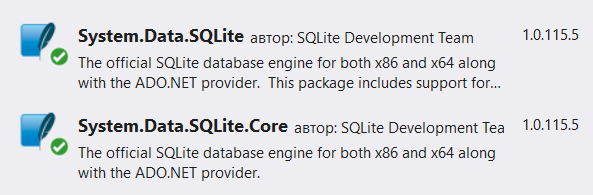 System.Data.SQLite автор: SQLite Development Team 1.0.115.5
The official SQLite database engine for both x86 and x64 along
with the ADO.NET provider.  This package includes support for...
System.Data.SQLite.Core автор: SQLite Development Tea 1.0.115.5
The official SQLite database engine for both x86 and x64 along
with the ADO.NET provider.